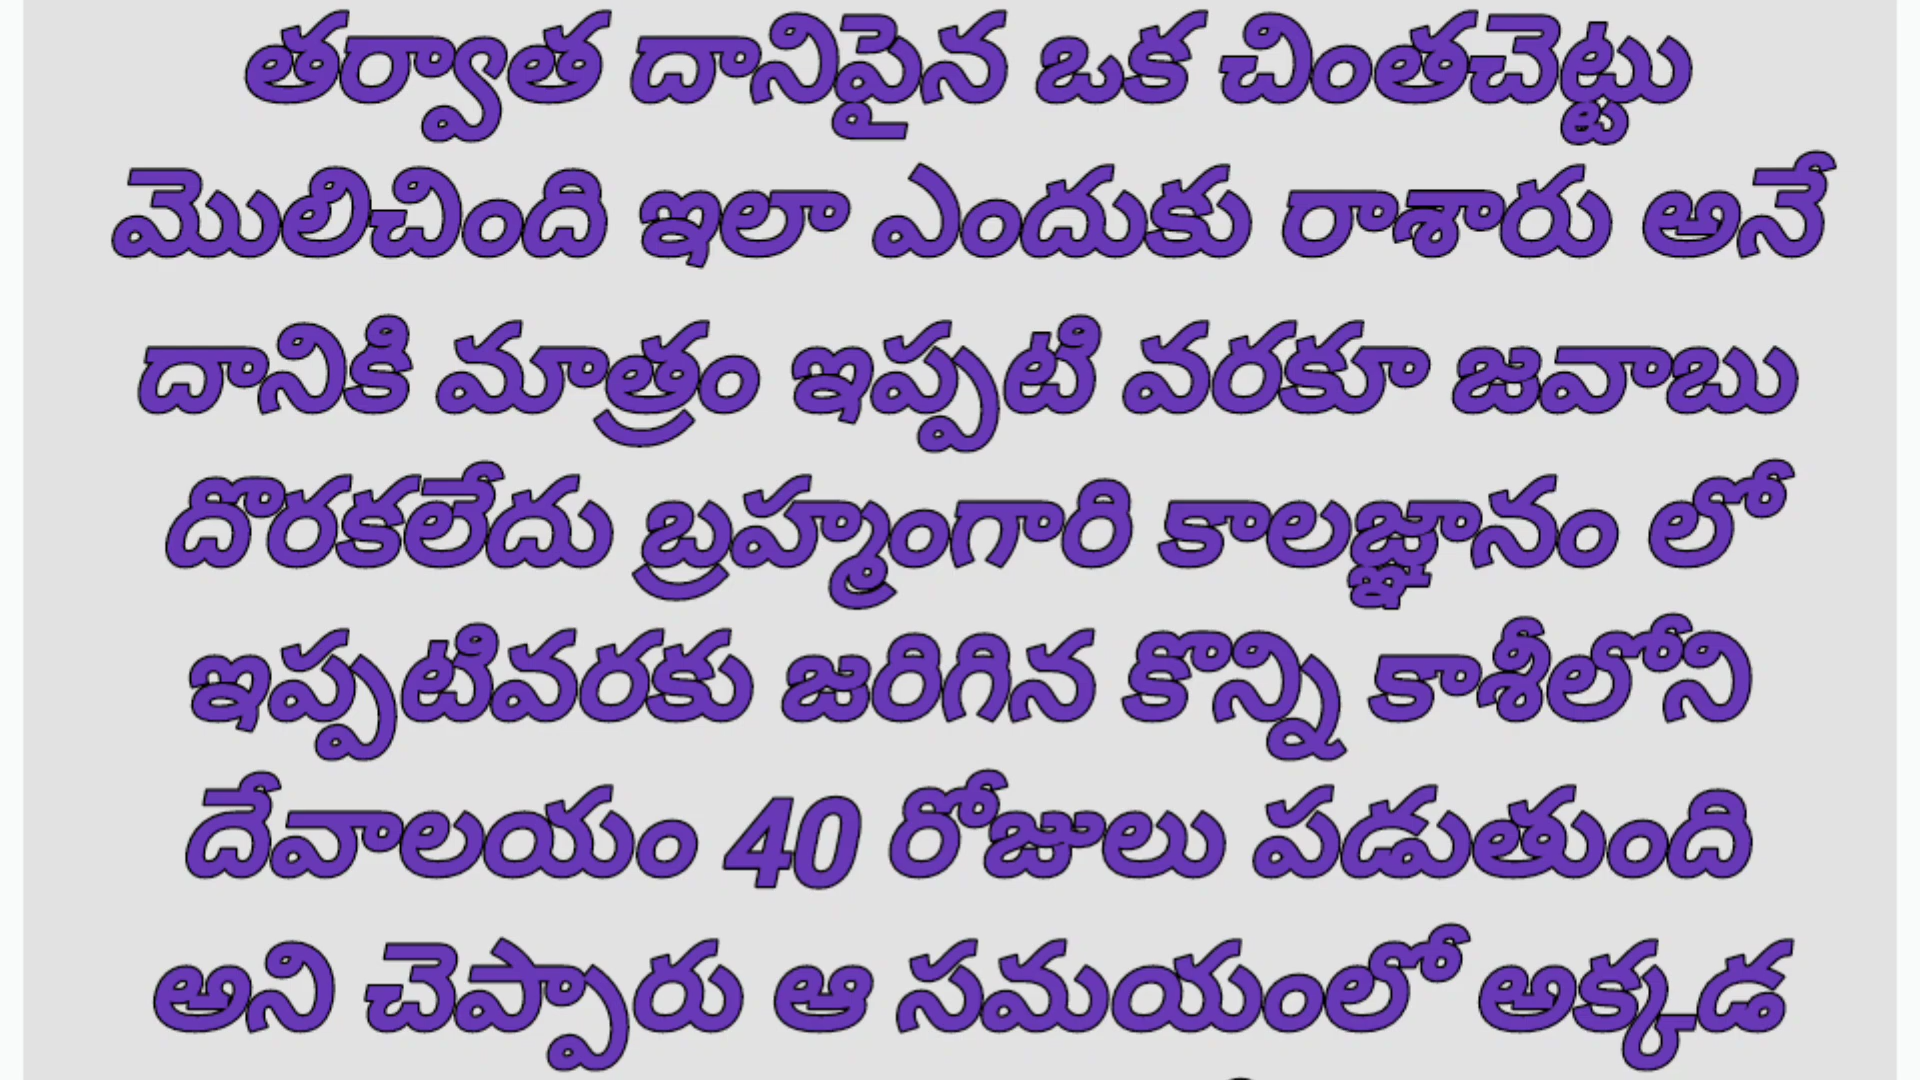 తర్వాత దానిపైన ఒక చింతచెట్టు
మొలిచింది ఇలా ఎందుకు రాశారు అనే
దానికి మాత్రం ఇప్పటి వరకూ జవాబు
దొరకలేదు బ్రహ్మంగారి కాలజ్ఞానం లో
ఇప్పటివరకు జరిగిన కొన్ని కాశీలోని
దేవాలయం 40 రోజులు పడుతుంది
అని చెప్పారు ఆ సమయంలో అక్కడ